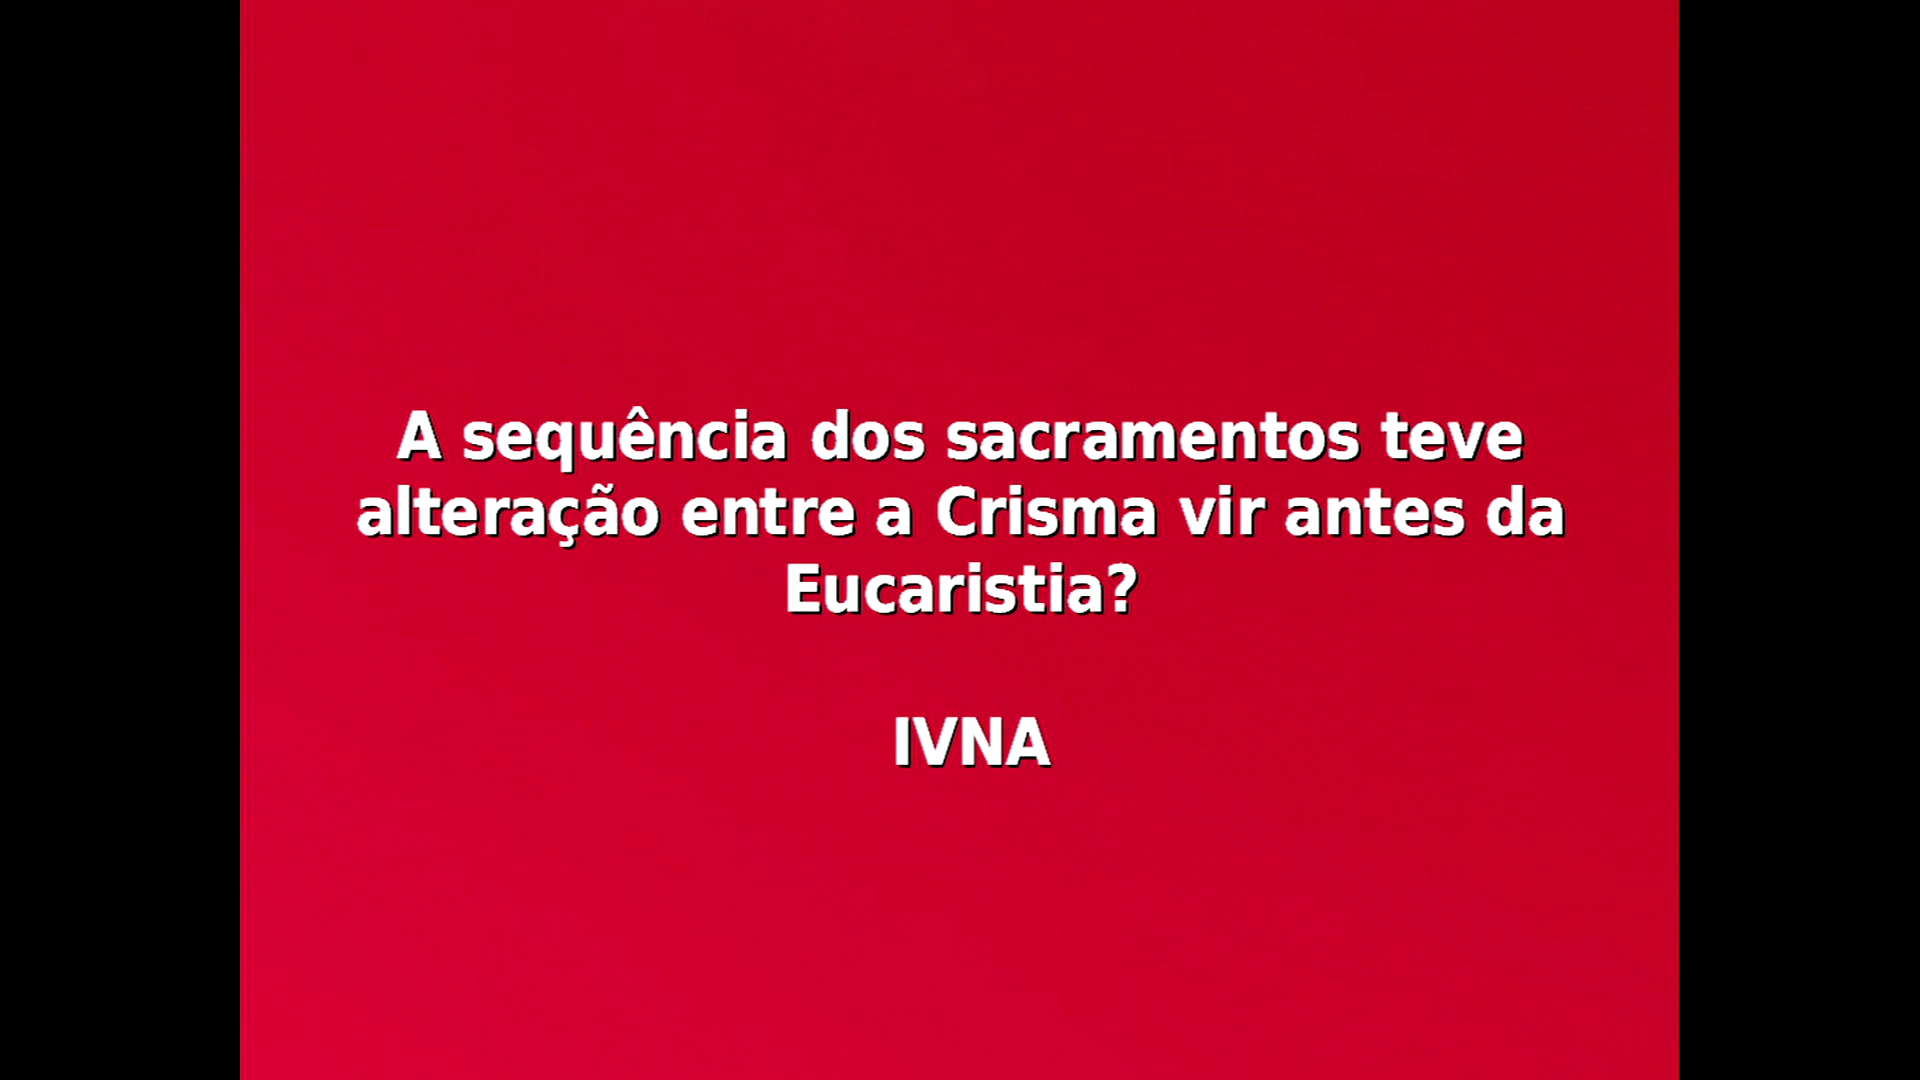 A sequência dos sacramentos teve
alteração entre a Crisma vir antes da
Eucaristia?
IVNA